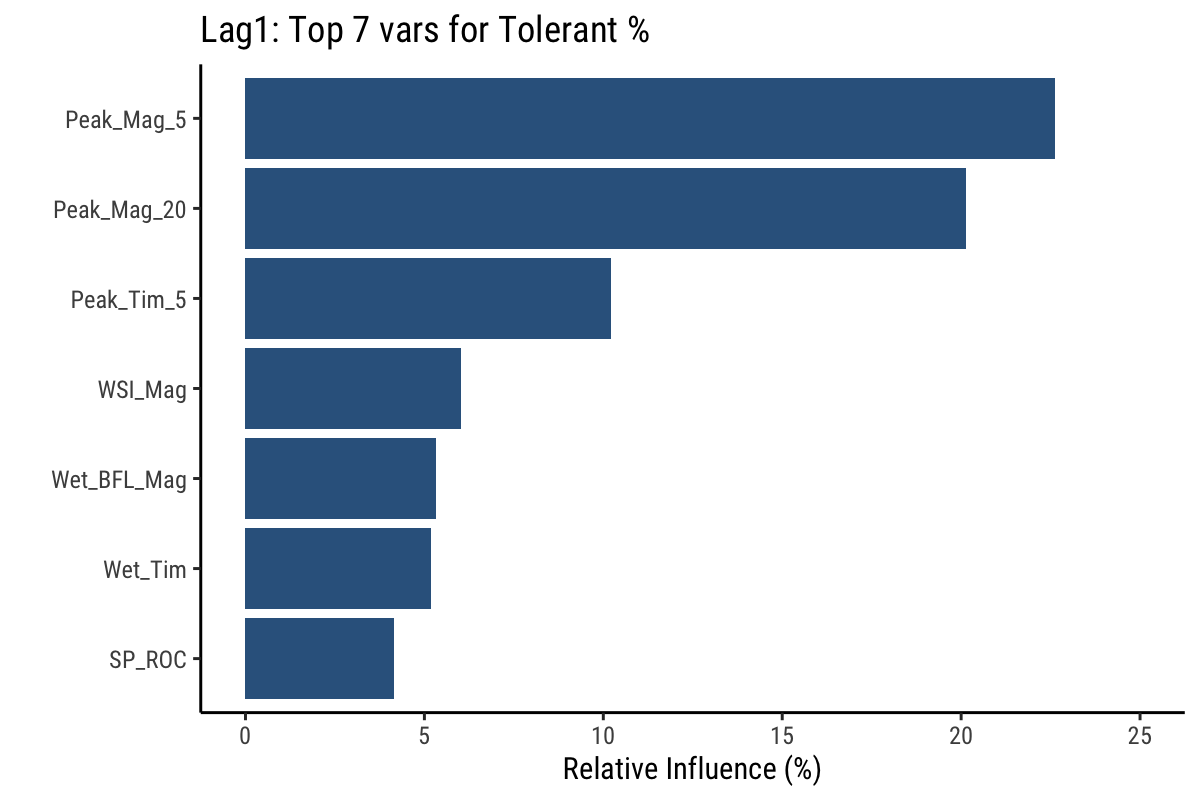 Lag1: Top 7 vars for Tolerant %
Peak_Mag_5
Peak_Mag_20
Peak_Tim_5
WSI_Mag
Wet_BFL_Mag
Wet_Tim
SP_ROC
0 5 10 15 20 25
Relative Influence (%)